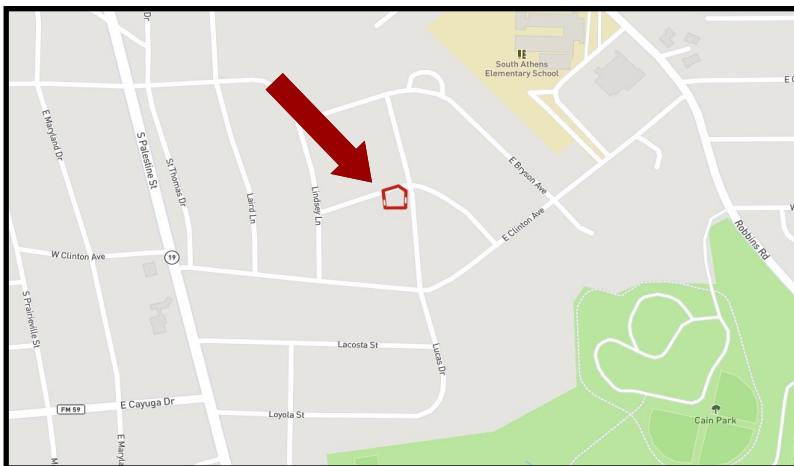 Dr
South Athens
Elementary School
E Maryland Dr
S Palestine St
St Thomas Dr
Laird Ln
Lindsey Ln
E Bryson Ave
E Clinton Ave
Robbins Rd
W Clinton Ave
19
S Prairieville St
Lacosta St
Lucas Dr
FM 59
E Cayuga Dr
Loyola St
Cain Park